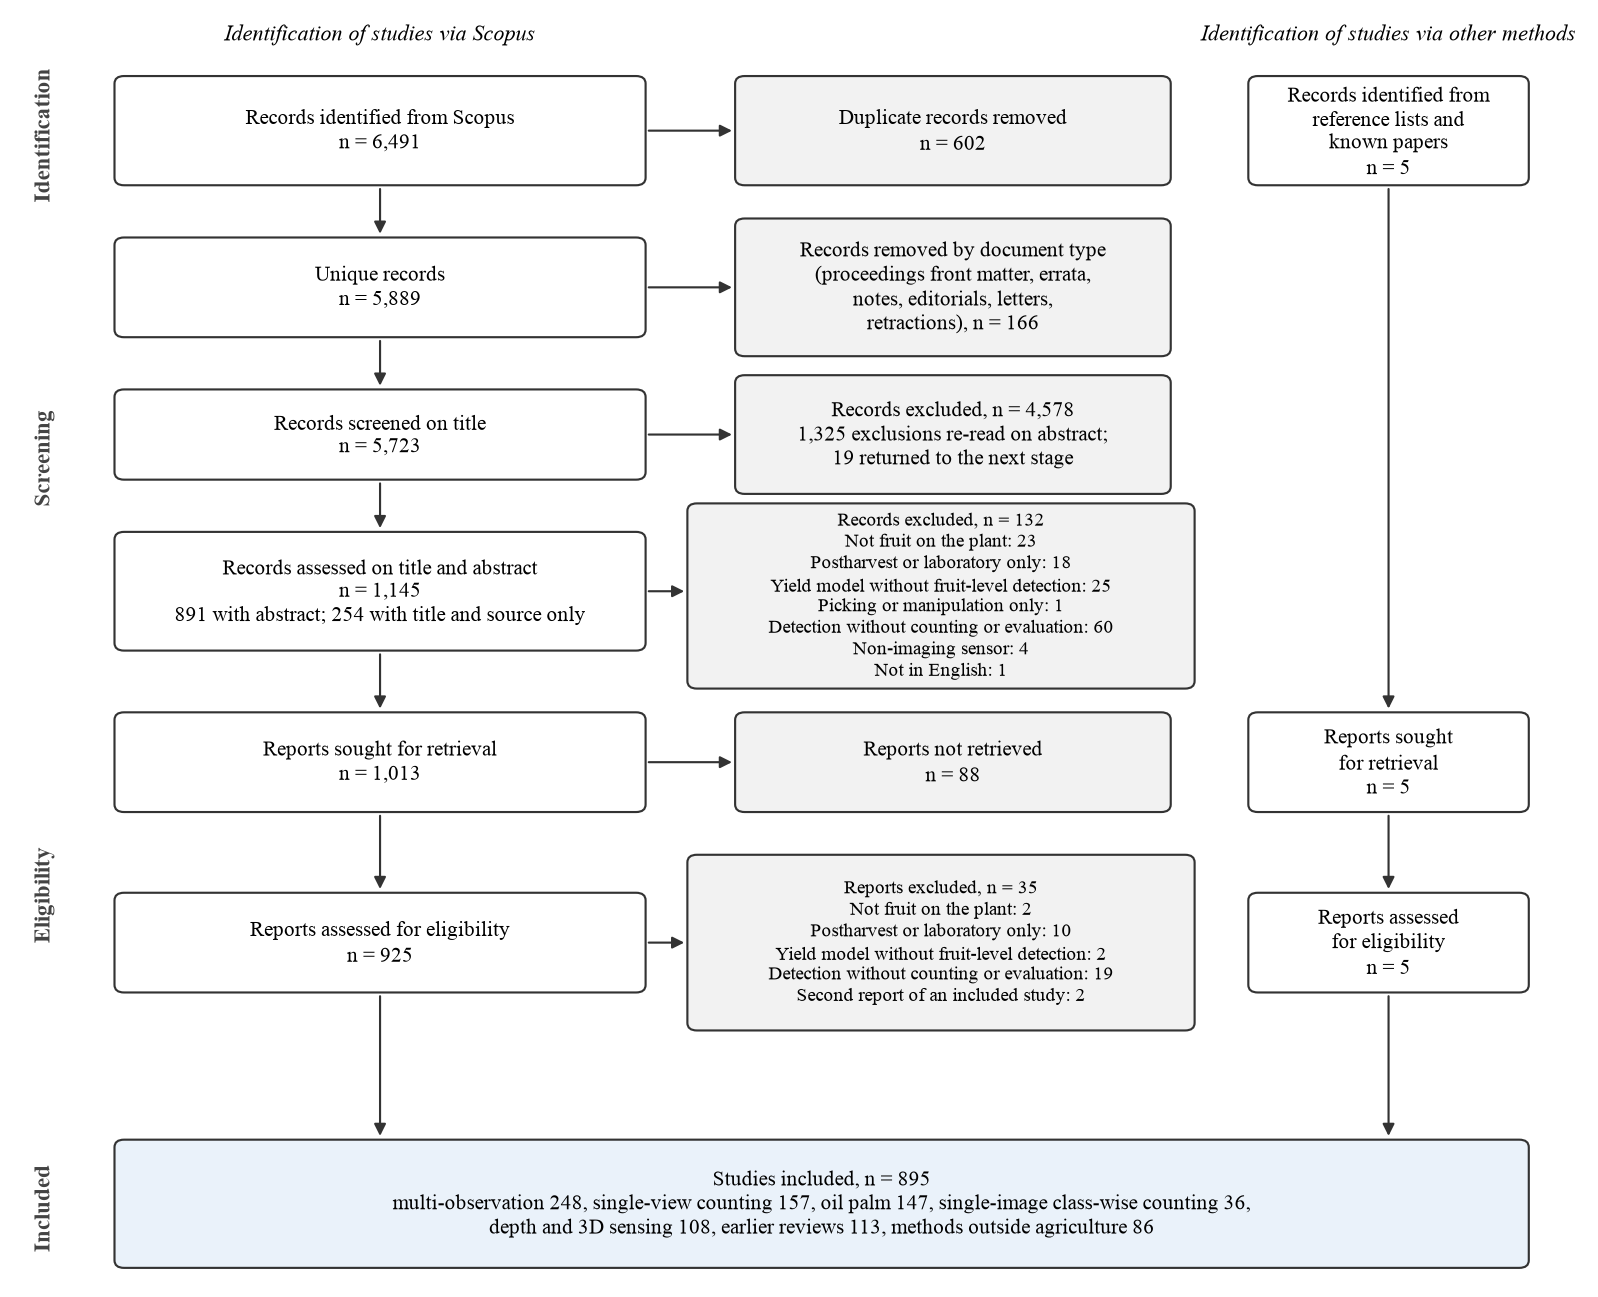 Identification of studies via Scopus
Identification of studies via other methods
Identification
Records identified from Scopus
n = 6,491
Duplicate records removed
n = 602
Records identified from
reference lists and
known papers
n = 5
Unique records
n = 5,889
Records removed by document type
(proceedings front matter, errata,
notes, editorials, letters,
retractions), n = 166
Screening
Records screened on title
n = 5,723
Records excluded, n = 4,578
1,325 exclusions re-read on abstract;
19 returned to the next stage
Records assessed on title and abstract
n = 1,145
891 with abstract; 254 with title and source only
Records excluded, n = 132
Not fruit on the plant: 23
Postharvest or laboratory only: 18
Yield model without fruit-level detection: 25
Picking or manipulation only: 1
Detection without counting or evaluation: 60
Non-imaging sensor: 4
Not in English: 1
Reports sought for retrieval
n = 1,013
Reports not retrieved
n = 88
Reports sought
for retrieval
n = 5
Eligibility
Reports assessed for eligibility
n = 925
Reports excluded, n = 35
Not fruit on the plant: 2
Postharvest or laboratory only: 10
Yield model without fruit-level detection: 2
Detection without counting or evaluation: 19
Second report of an included study: 2
Reports assessed
for eligibility
n = 5
Included
Studies included, n = 895
multi-observation 248, single-view counting 157, oil palm 147, single-image class-wise counting 36,
depth and 3D sensing 108, earlier reviews 113, methods outside agriculture 86